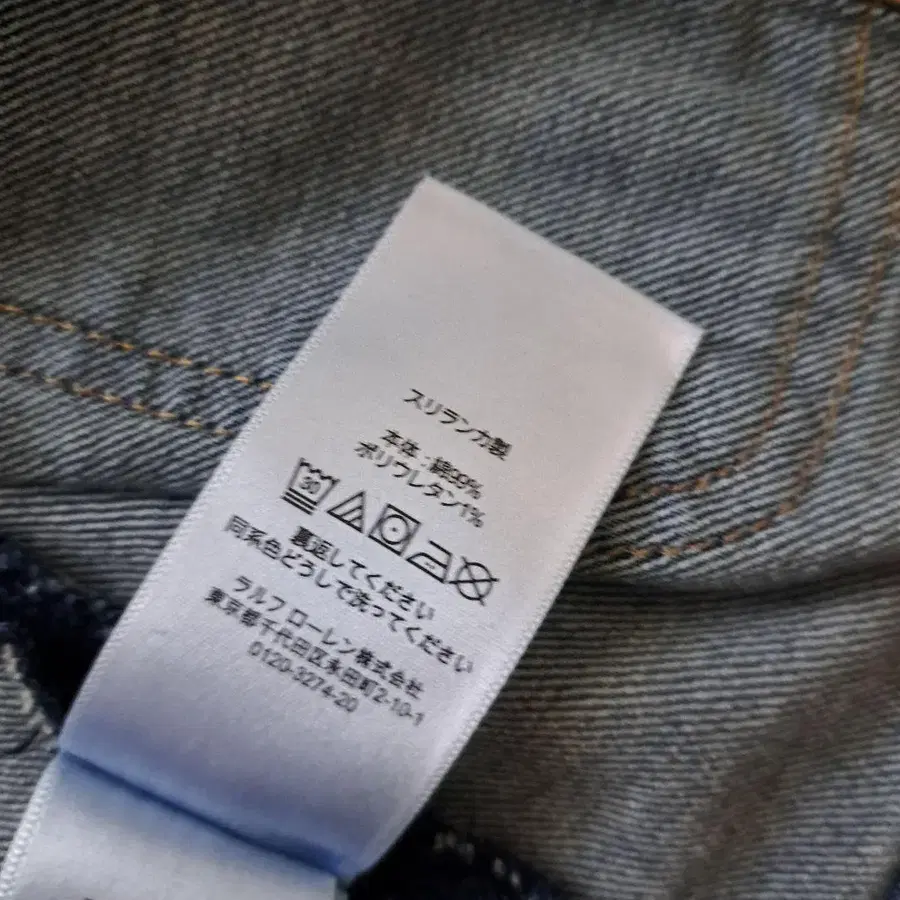 スリランカ製
本体：綿99%
ポリウレタン1%
30
裏返してください
同系色どうしで洗ってください
ラルフ ローレン株式会社
東京都千代田区永田町2-10-1
0120-3274-20